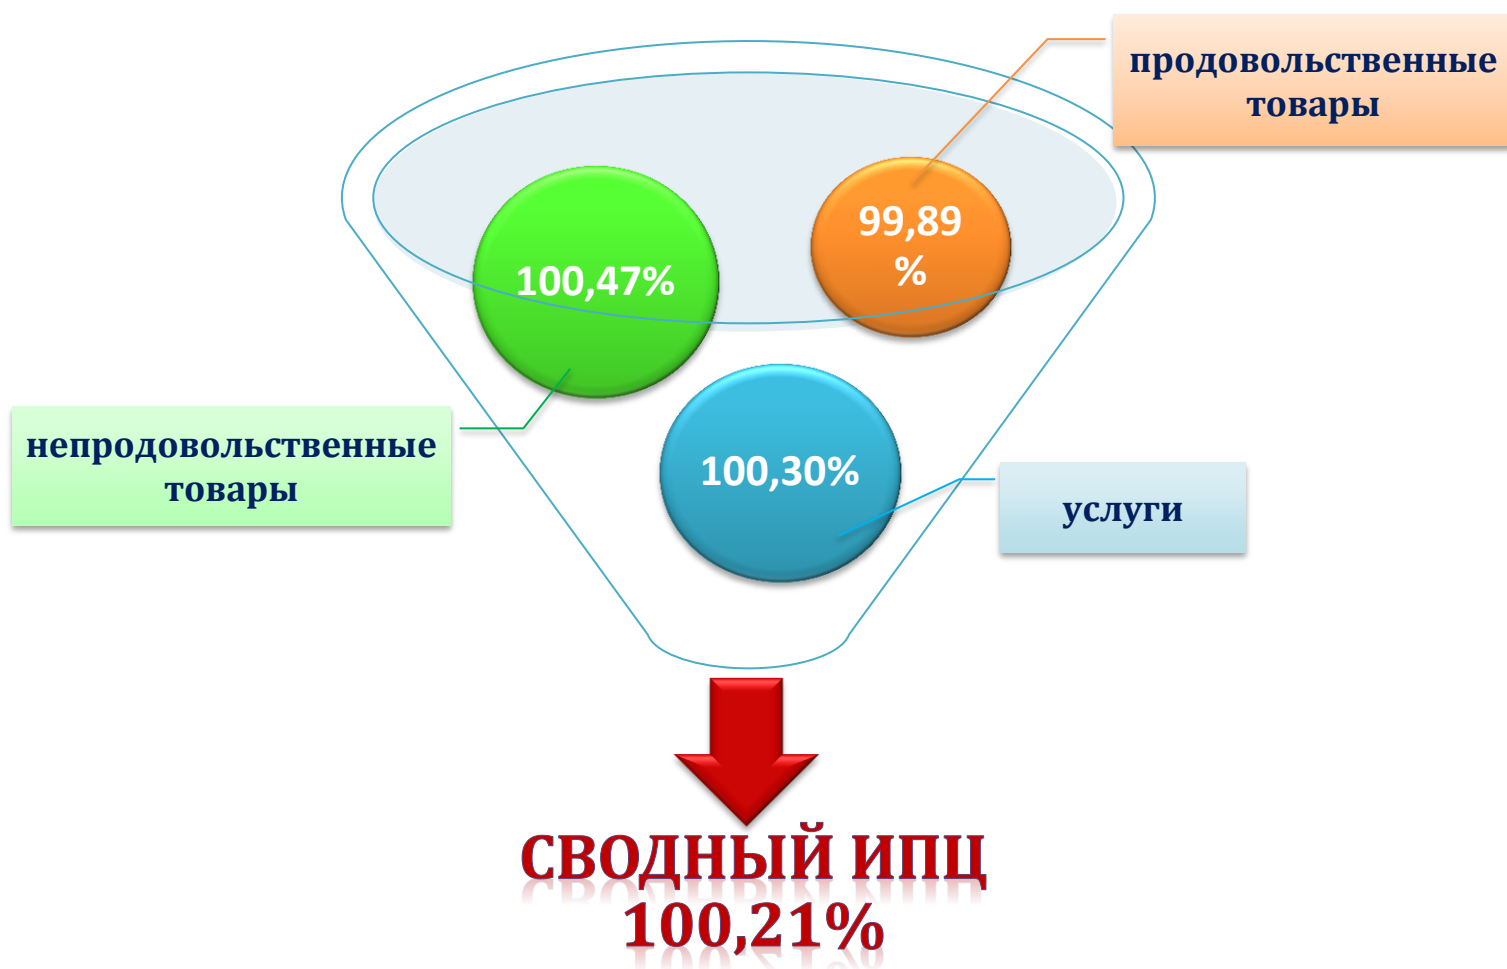 продовольственные
товары
99,89
%
100,47%
непродовольственные
товары
100,30%
услуги
СВОДНЫЙ ИПЦ
100,21%